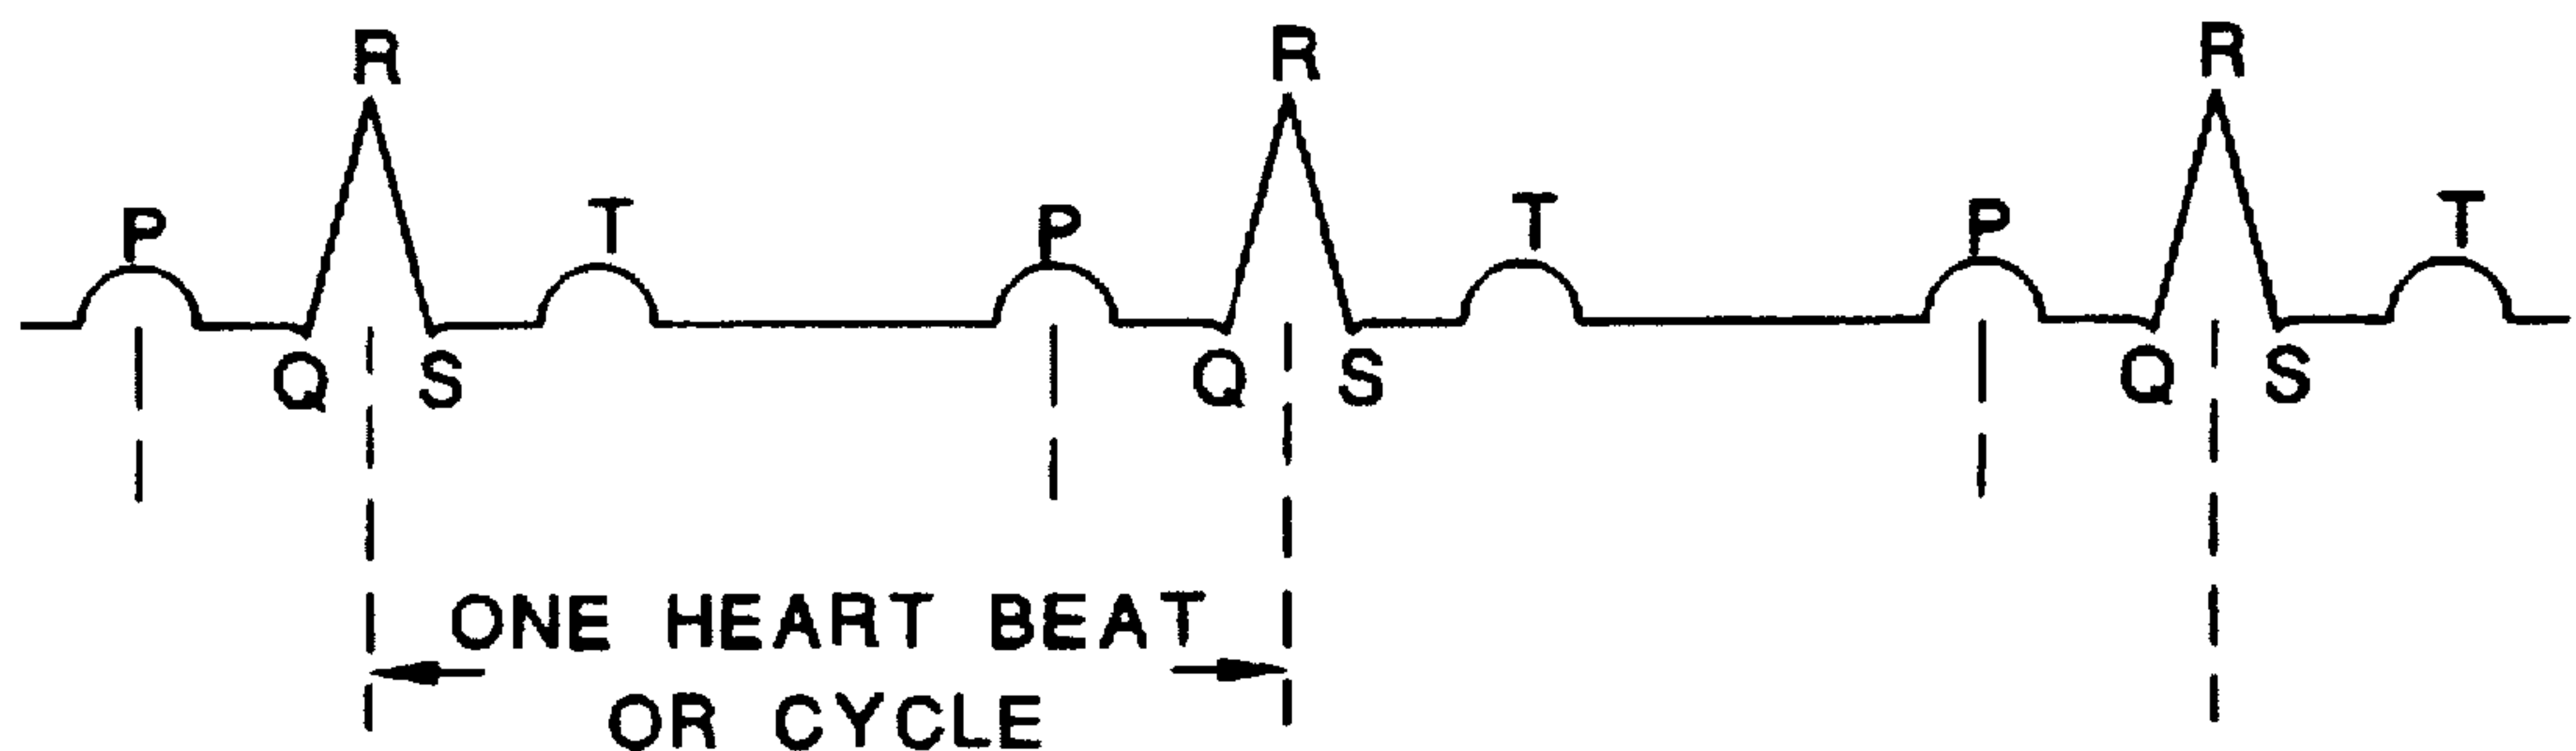 R R R
P T P T P T
Q S Q S Q S
ONE HEART BEAT
OR CYCLE